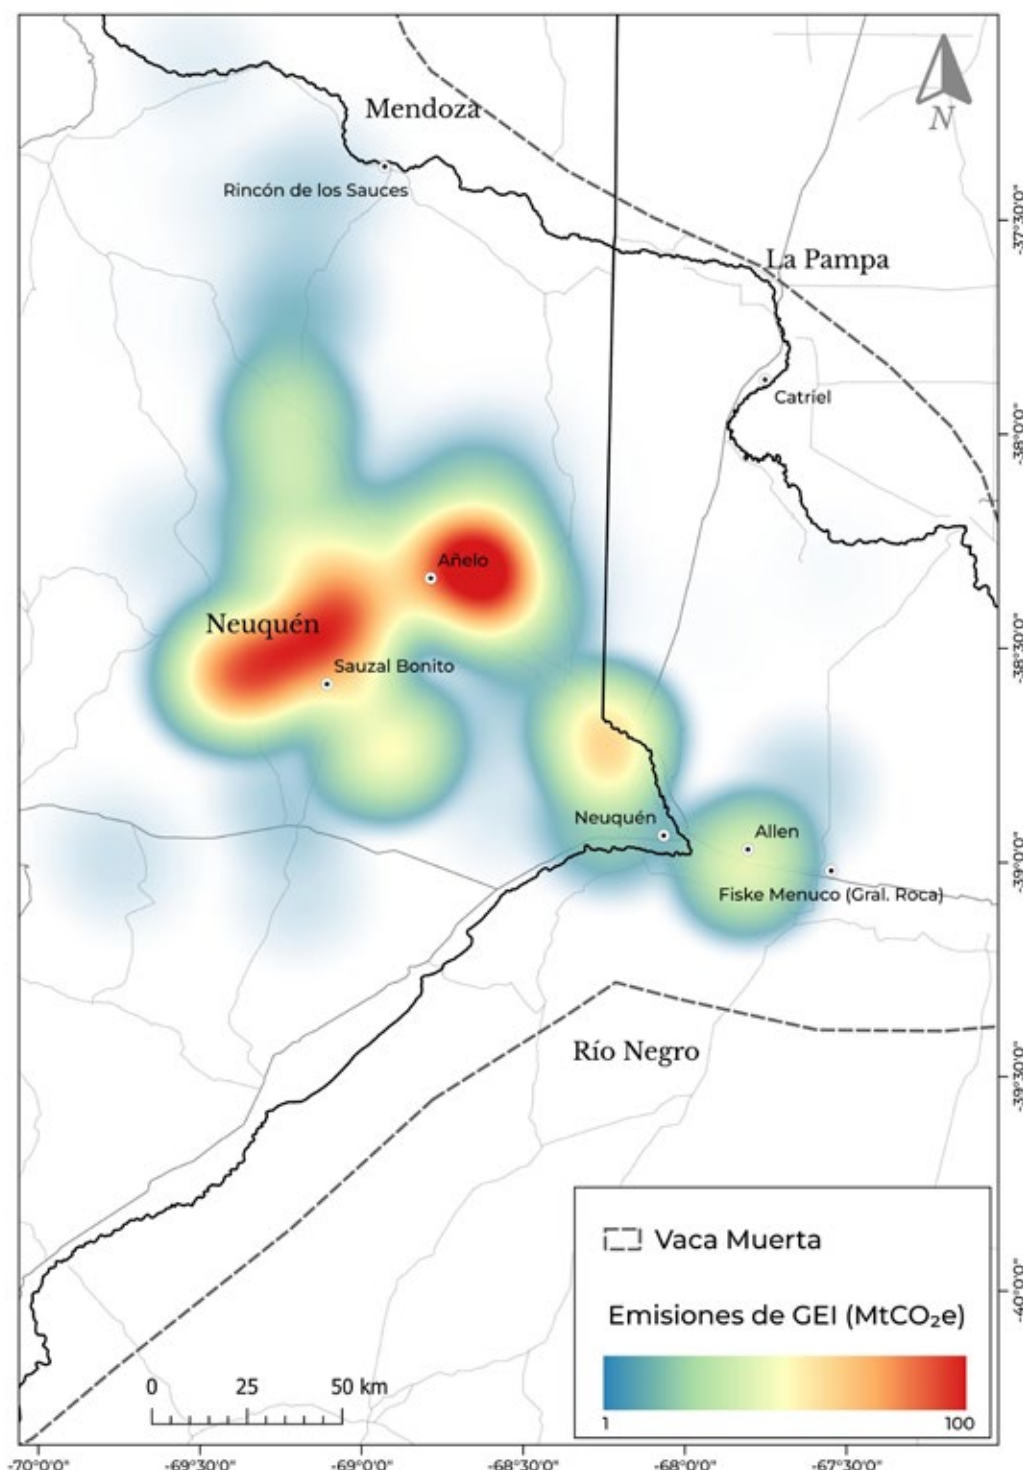 Mendoza
N
Rincón de los Sauces
-37°30'0"O
La Pampa
Catriel
-38°0'0"O
Añelo
Neuquén
Sauzal Bonito
-38°30'0"O
Neuquén
Allen
-39°0'0"O
Fiske Menuco (Gral. Roca)
Río Negro
-39°30'0"O
Vaca Muerta
-40°0'0"O
Emisiones de GEI (MtCO₂e)
1
100
0
25
50 km
-70°0'0"O
-69°30'0"O
-69°0'0"O
-68°30'0"O
-68°0'0"O
-67°30'0"O